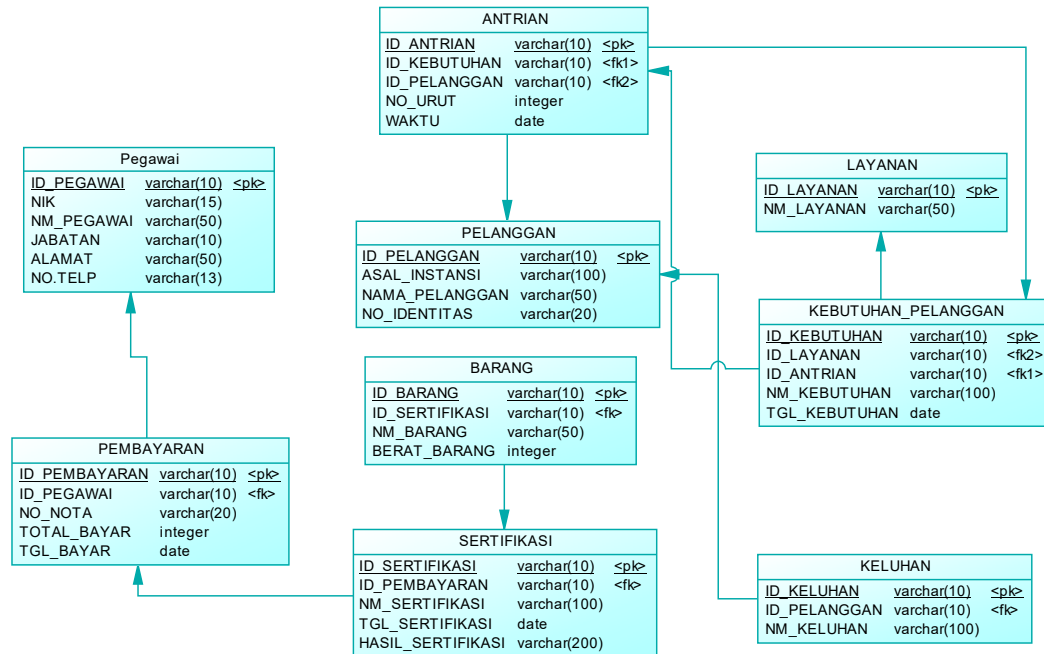 ANTRIAN
ID_ANTRIAN varchar(10) <pk>
ID_KEBUTUHAN varchar(10) <fk1>
ID_PELANGGAN varchar(10) <fk2>
NO_URUT integer
WAKTU date
Pegawai
ID_PEGAWAI varchar(10) <pk>
NIK varchar(15)
NM_PEGAWAI varchar(50)
JABATAN varchar(10)
ALAMAT varchar(50)
NO.TELP varchar(13)
LAYANAN
ID_LAYANAN varchar(10) <pk>
NM_LAYANAN varchar(50)
PELANGGAN
ID_PELANGGAN varchar(10) <pk>
ASAL_INSTANSI varchar(100)
NAMA_PELANGGAN varchar(50)
NO_IDENTITAS varchar(20)
KEBUTUHAN_PELANGGAN
ID_KEBUTUHAN varchar(10) <pk>
ID_LAYANAN varchar(10) <fk2>
ID_ANTRIAN varchar(10) <fk1>
NM_KEBUTUHAN varchar(100)
TGL_KEBUTUHAN date
BARANG
ID_BARANG varchar(10) <pk>
ID_SERTIFIKASI varchar(10) <fk>
NM_BARANG varchar(50)
BERAT_BARANG integer
PEMBAYARAN
ID_PEMBAYARAN varchar(10) <pk>
ID_PEGAWAI varchar(10) <fk>
NO_NOTA varchar(20)
TOTAL_BAYAR integer
TGL_BAYAR date
SERTIFIKASI
ID_SERTIFIKASI varchar(10) <pk>
ID_PEMBAYARAN varchar(10) <fk>
NM_SERTIFIKASI varchar(100)
TGL_SERTIFIKASI date
HASIL_SERTIFIKASI varchar(200)
KELUHAN
ID_KELUHAN varchar(10) <pk>
ID_PELANGGAN varchar(10) <fk>
NM_KELUHAN varchar(100)